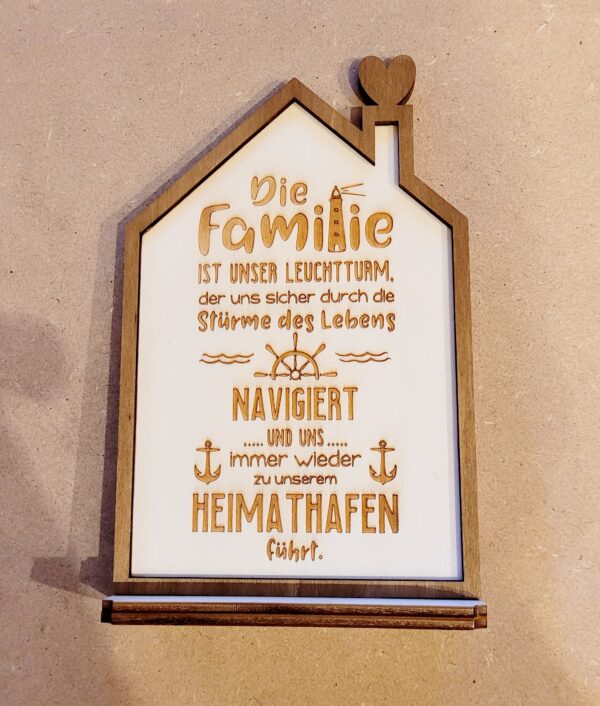 Die
Familie
IST UNSER LEUCHTTURM,
der uns sicher durch die
Stürme des Lebens
NAVIGIERT
..... UND UNS .....
immer wieder
zu unserem
HEIMATHAFEN
führt.